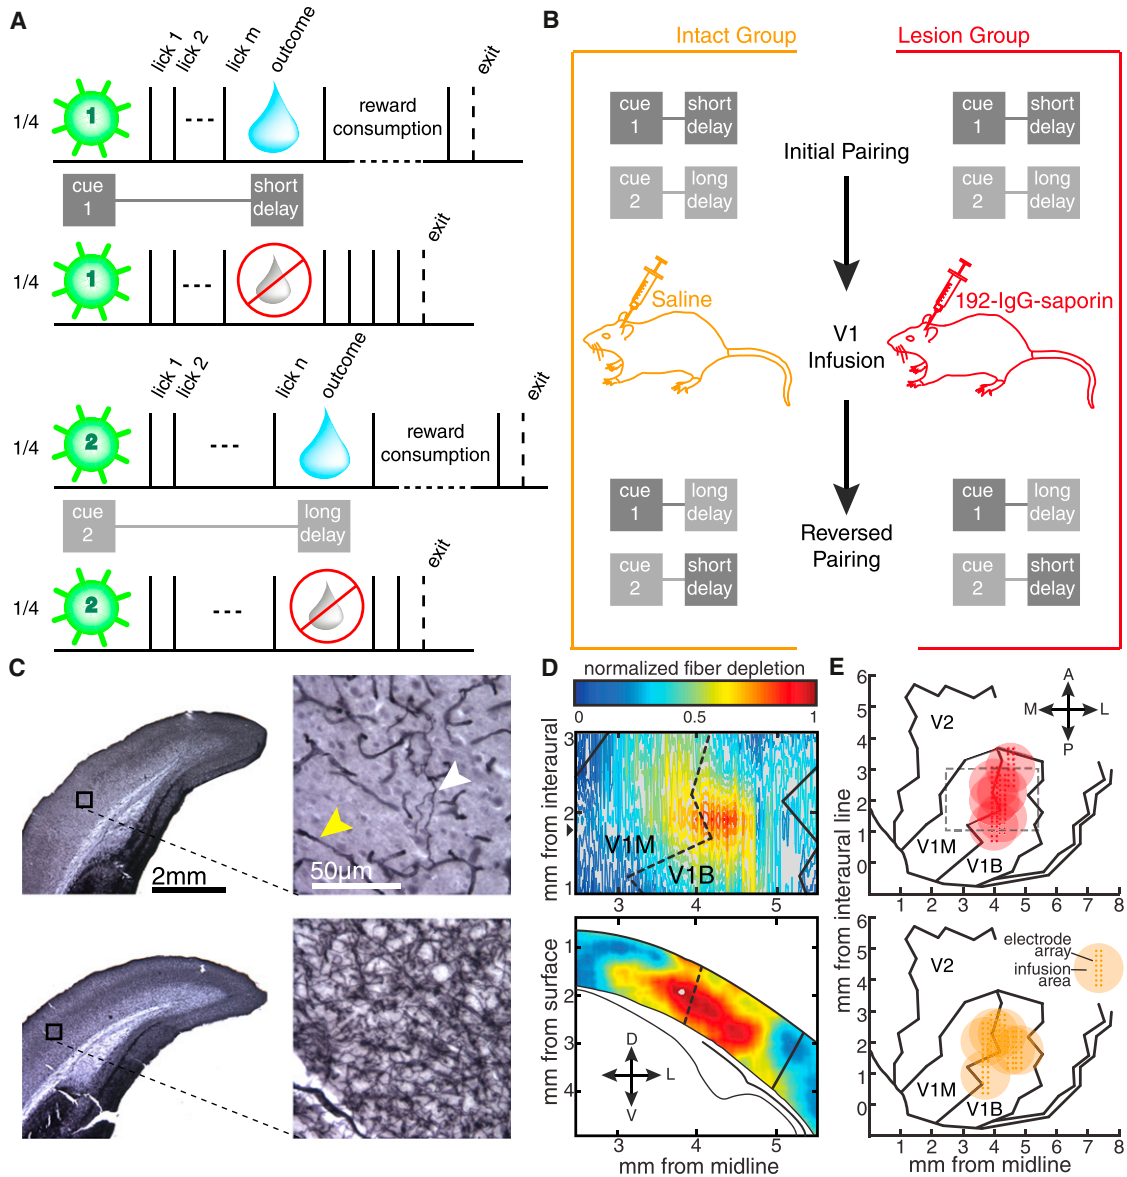 A
lick 1
lick 2
lick m
outcome
exit
1/4
1
reward
consumption
cue
1
short
delay
exit
1/4
1
lick 1
lick 2
lick n
outcome
exit
1/4
2
reward
consumption
cue
2
long
delay
exit
1/4
2
B
Intact Group
Lesion Group
cue
1
short
delay
cue
2
long
delay
Initial Pairing
cue
1
short
delay
cue
2
long
delay
Saline
V1
Infusion
192-IgG-saporin
cue
1
long
delay
cue
2
short
delay
Reversed
Pairing
cue
1
long
delay
cue
2
short
delay
C
2mm
50µm
D
normalized fiber depletion
0 0.5 1
mm from interaural
3
2
1
V1M
V1B
3 4 5
mm from surface
1
2
3
4
D
L
V
3 4 5
mm from midline
E
mm from interaural line
6
5
4
3
2
1
0
V2
A
M L
P
V1M
V1B
1 2 3 4 5 6 7 8
6
5
4
3
2
1
0
V2
electrode
array
infusion
area
V1M
V1B
1 2 3 4 5 6 7 8
mm from midline